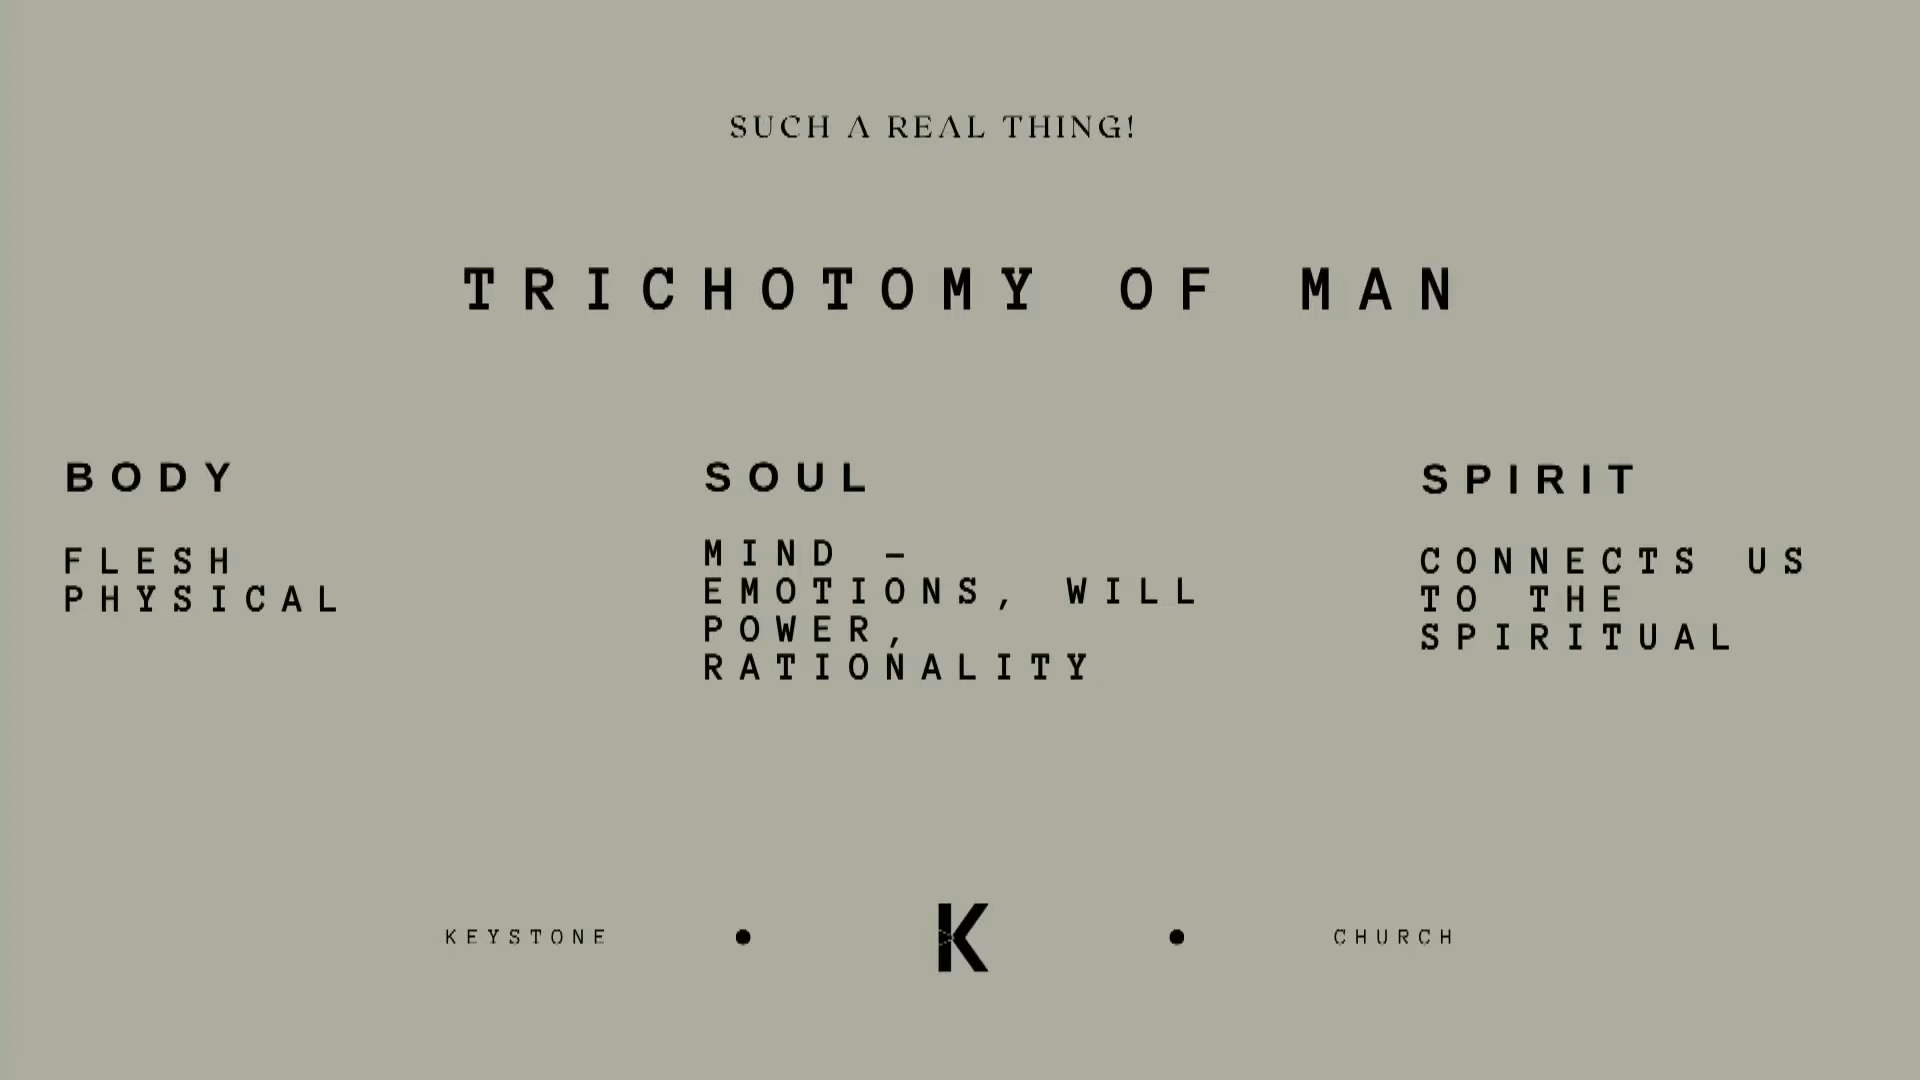 SUCH A REAL THING!
TRICHOTOMY OF MAN
BODY
FLESH
PHYSICAL
SOUL
MIND –
EMOTIONS, WILL
POWER,
RATIONALITY
SPIRIT
CONNECTS US
TO THE
SPIRITUAL
KEYSTONE • K • CHURCH